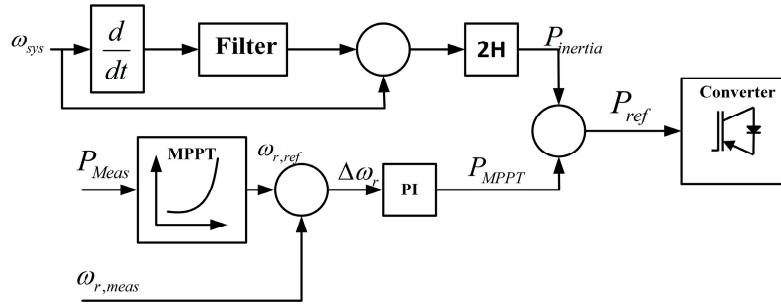 ω_sys
d
dt
Filter
2H
P_inertia
Converter
P_ref
P_Meas
MPPT
ω_r,ref
Δω_r
PI
P_MPPT
ω_r,meas